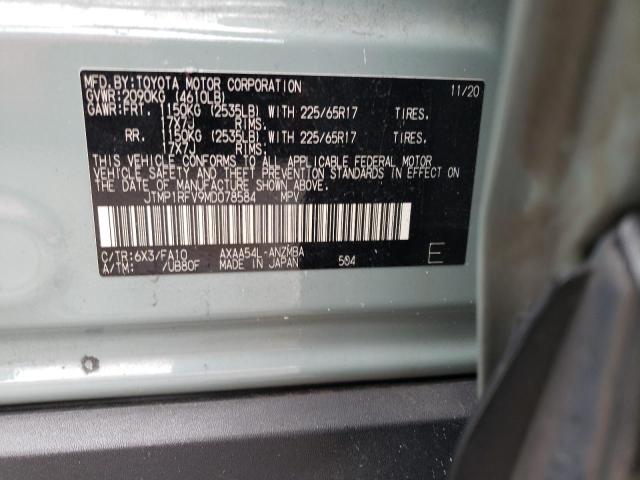 MFD.BY:TOYOTA MOTOR CORPORATION 11/20
GVWR:2090KG (4610LB)
GAWR:FRT. 1150KG (2535LB) WITH 225/65R17 TIRES.
17X7J RIMS.
RR. 1150KG (2535LB) WITH 225/65R17 TIRES.
17X7J RIMS.
THIS VEHICLE CONFORMS TO ALL APPLICABLE FEDERAL MOTOR
VEHICLE SAFETY AND THEFT PREVENTION STANDARDS IN EFFECT ON
THE DATE OF MANUFACTURE SHOWN ABOVE.
JTMP1RFV9MD078584 MPV
C/TR:6X3/FA10 AXAA54L-ANZMBA
A/TM: /UB80F MADE IN JAPAN 504 E